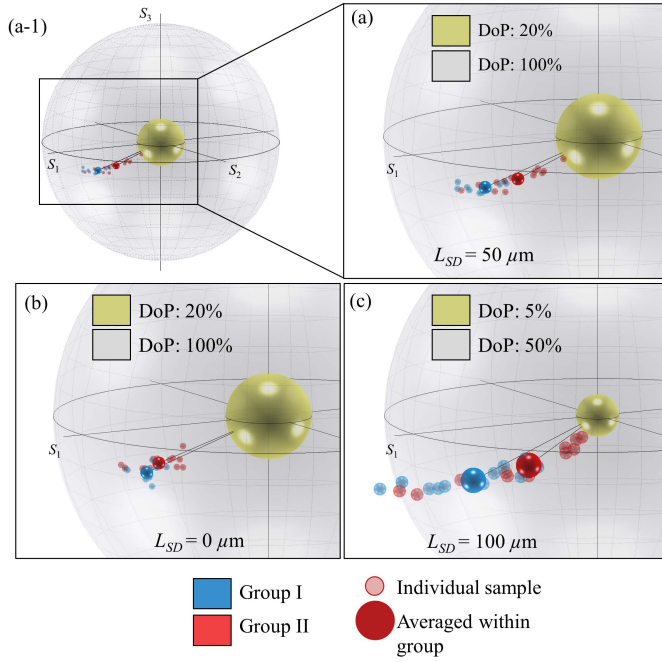 (a-1)
S3
S1
S2
(a)
DoP: 20%
DoP: 100%
S1
LSD = 50 μm
(b)
DoP: 20%
DoP: 100%
S1
LSD = 0 μm
(c)
DoP: 5%
DoP: 50%
S1
LSD = 100 μm
Group I
Group II
Individual sample
Averaged within
group